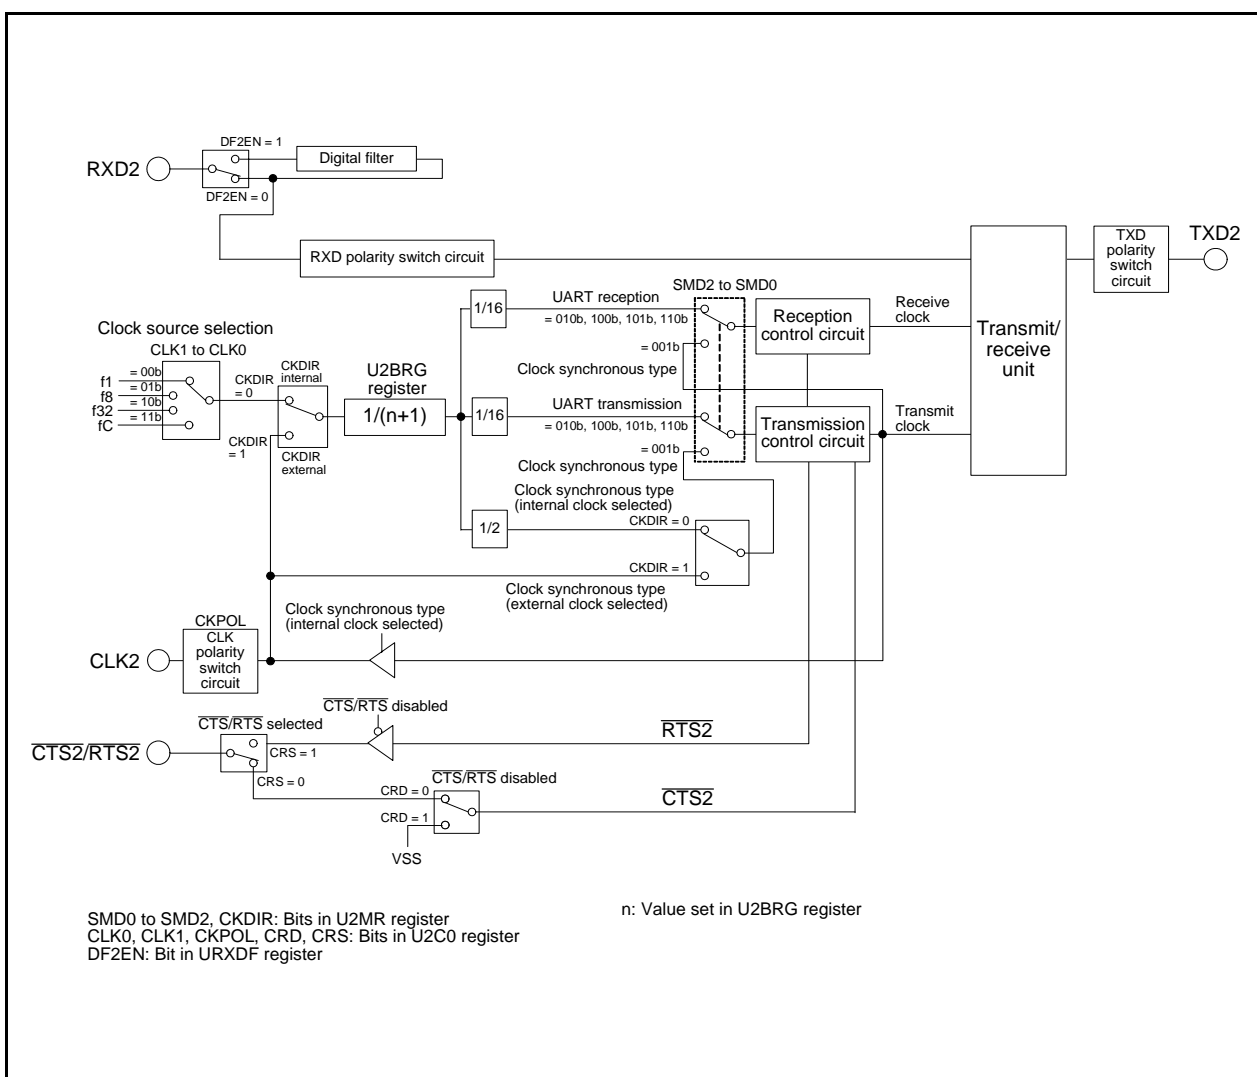 DF2EN = 1
RXD2
Digital filter
DF2EN = 0
RXD polarity switch circuit
TXD
polarity
switch
circuit
TXD2
SMD2 to SMD0
1/16
UART reception
= 010b, 100b, 101b, 110b
Reception
control circuit
Receive
clock
Transmit/
receive
unit
= 001b
Clock synchronous type
Clock source selection
CLK1 to CLK0
= 00b
f1
= 01b
f8
= 10b
f32
= 11b
fC
CKDIR
= 0
CKDIR
= 1
CKDIR
internal
CKDIR
external
U2BRG
register
1/(n+1)
1/16
UART transmission
= 010b, 100b, 101b, 110b
Transmission
control circuit
Transmit
clock
= 001b
Clock synchronous type
Clock synchronous type
(internal clock selected)
1/2
CKDIR = 0
CKDIR = 1
Clock synchronous type
(external clock selected)
Clock synchronous type
(internal clock selected)
CKPOL
CLK
polarity
switch
circuit
CLK2
CTS/RTS disabled
CTS/RTS selected
RTS2
CTS2/RTS2
CRS = 1
CRS = 0
CTS/RTS disabled
CRD = 0
CTS2
CRD = 1
VSS
SMD0 to SMD2, CKDIR: Bits in U2MR register
CLK0, CLK1, CKPOL, CRD, CRS: Bits in U2C0 register
DF2EN: Bit in URXDF register
n: Value set in U2BRG register